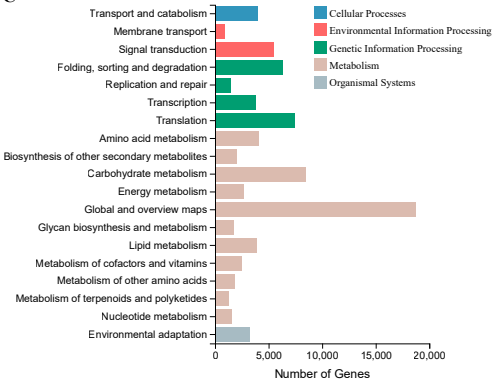 Transport and catabolism
Membrane transport
Signal transduction
Folding, sorting and degradation
Replication and repair
Transcription
Translation
Amino acid metabolism
Biosynthesis of other secondary metabolites
Carbohydrate metabolism
Energy metabolism
Global and overview maps
Glycan biosynthesis and metabolism
Lipid metabolism
Metabolism of cofactors and vitamins
Metabolism of other amino acids
Metabolism of terpenoids and polyketides
Nucleotide metabolism
Environmental adaptation
Cellular Processes
Environmental Information Processing
Genetic Information Processing
Metabolism
Organismal Systems
0 5,000 10,000 15,000 20,000
Number of Genes